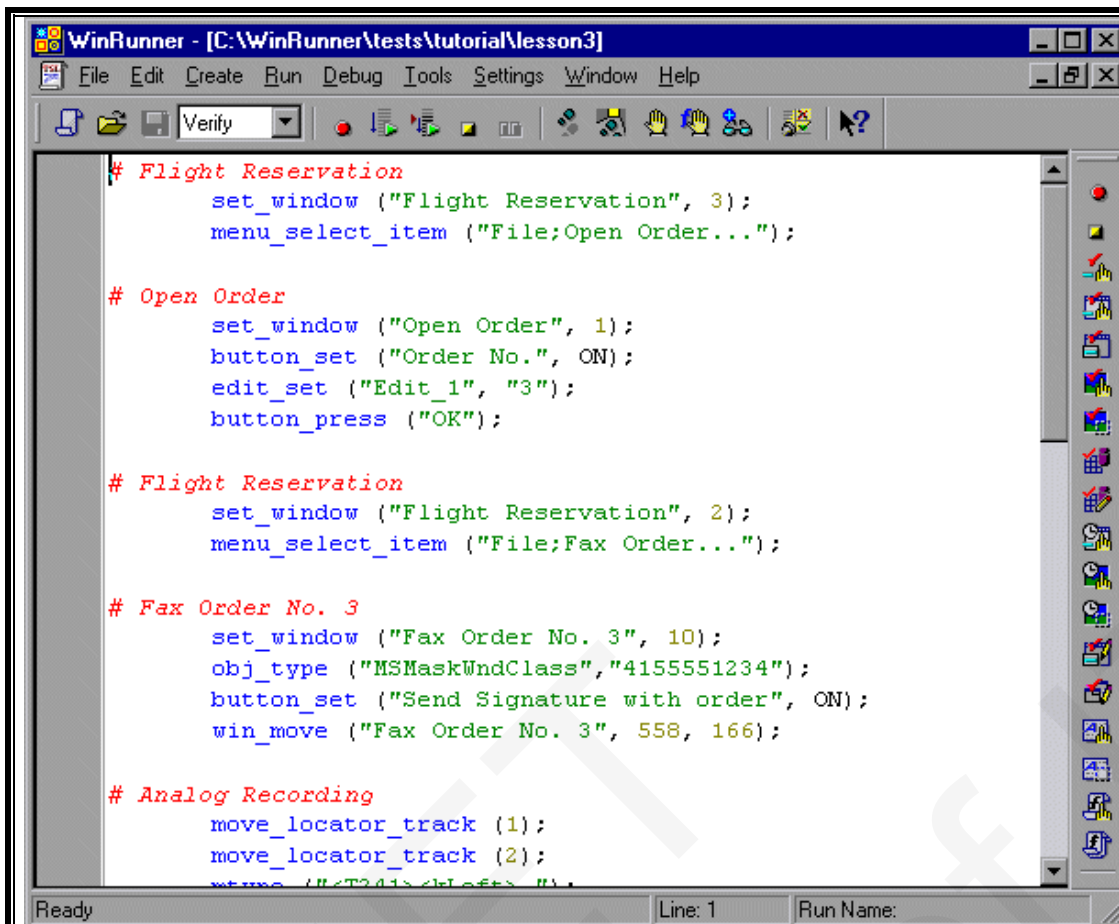 WinRunner - [C:\WinRunner\tests\tutorial\lesson3]
File Edit Create Run Debug Tools Settings Window Help
Verify
# Flight Reservation
set_window ("Flight Reservation", 3);
menu_select_item ("File;Open Order...");
# Open Order
set_window ("Open Order", 1);
button_set ("Order No.", ON);
edit_set ("Edit_1", "3");
button_press ("OK");
# Flight Reservation
set_window ("Flight Reservation", 2);
menu_select_item ("File;Fax Order...");
# Fax Order No. 3
set_window ("Fax Order No. 3", 10);
obj_type ("MSMaskWndClass","4155551234");
button_set ("Send Signature with order", ON);
win_move ("Fax Order No. 3", 558, 166);
# Analog Recording
move_locator_track (1);
move_locator_track (2);
mtype ("<T241><kLeft>-");
Ready Line: 1 Run Name: